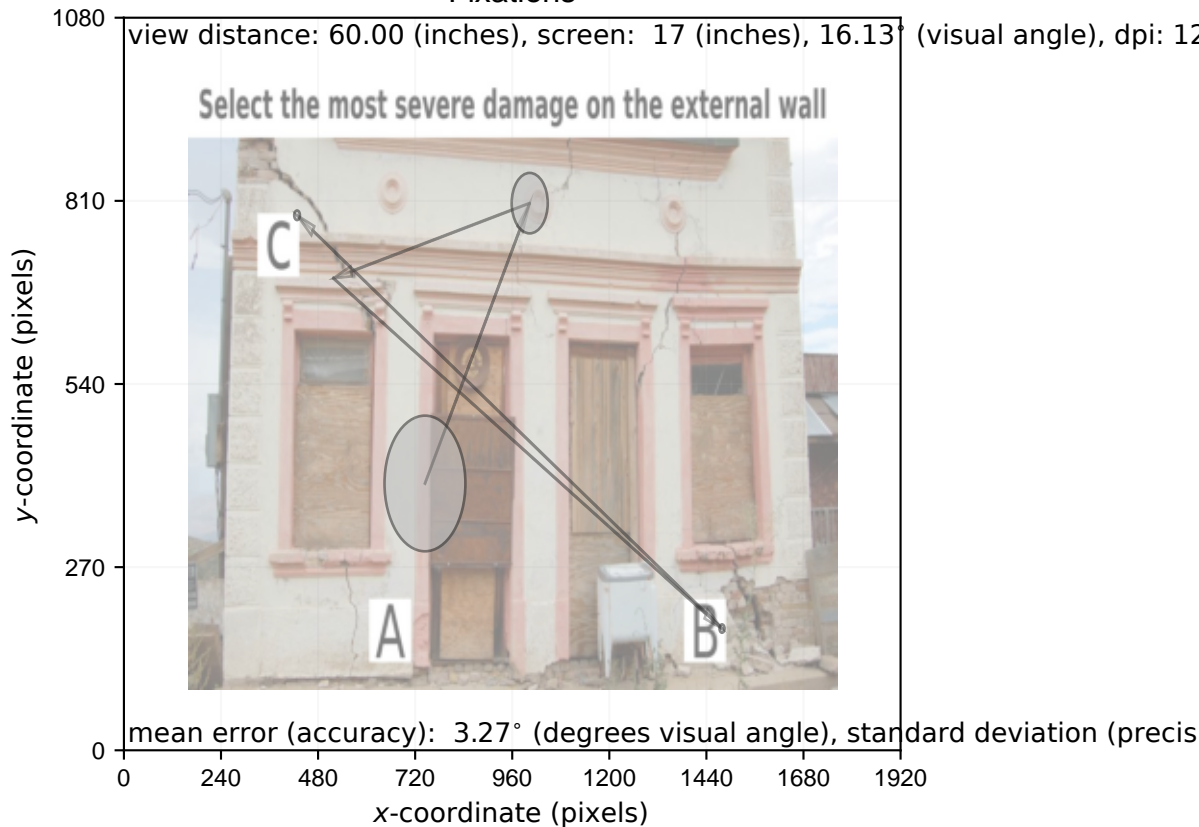 Fixations
1080
view distance: 60.00 (inches), screen:  17 (inches), 16.13° (visual angle), dpi: 12
Select the most severe damage on the external wall
810
C
540
270
A
B
mean error (accuracy):  3.27° (degrees visual angle), standard deviation (precis
0
0 240 480 720 960 1200 1440 1680 1920
x-coordinate (pixels)
y-coordinate (pixels)